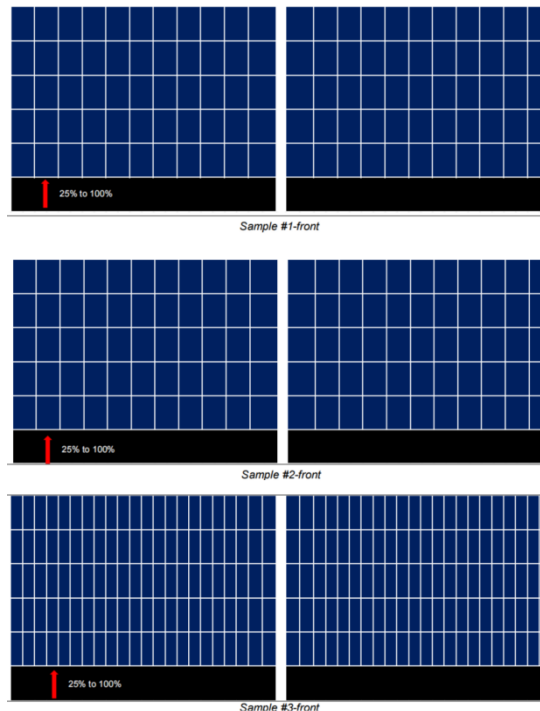 25% to 100%
Sample #1-front
25% to 100%
Sample #2-front
25% to 100%
Sample #3-front